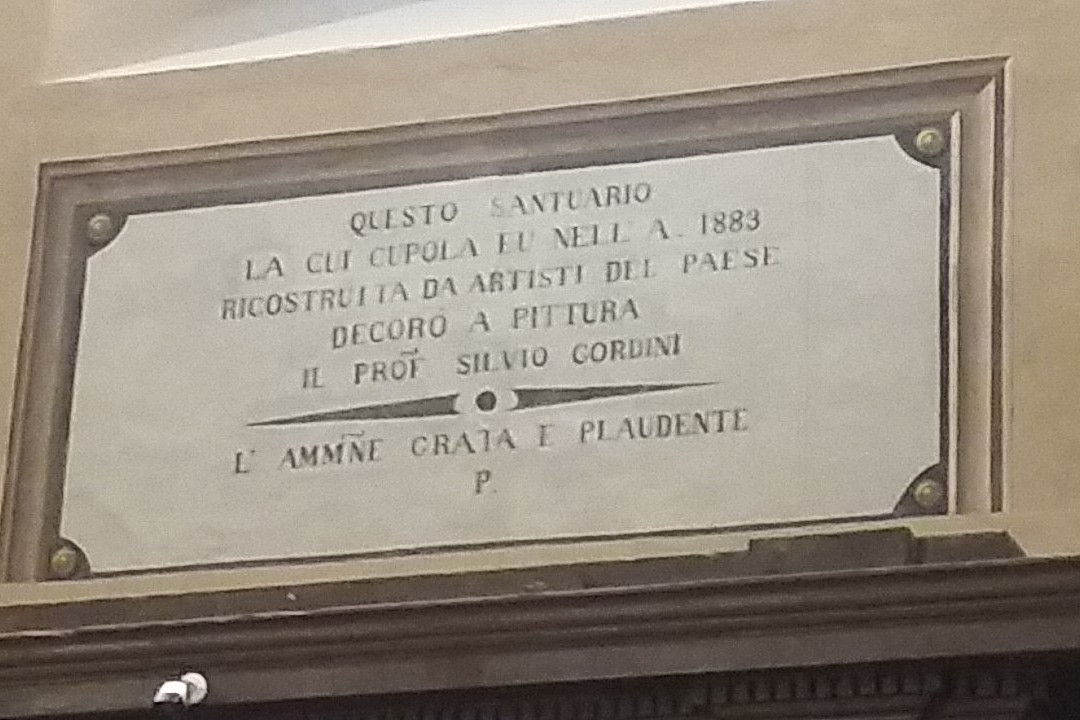 QUESTO SANTUARIO
LA CUI CUPOLA FU NELL' A. 1883
RICOSTRUITA DA ARTISTI DEL PAESE
DECORO A PITTURA
IL PROF SILVIO GORDINI
L' AMMÑE GRATA E PLAUDENTE
P.